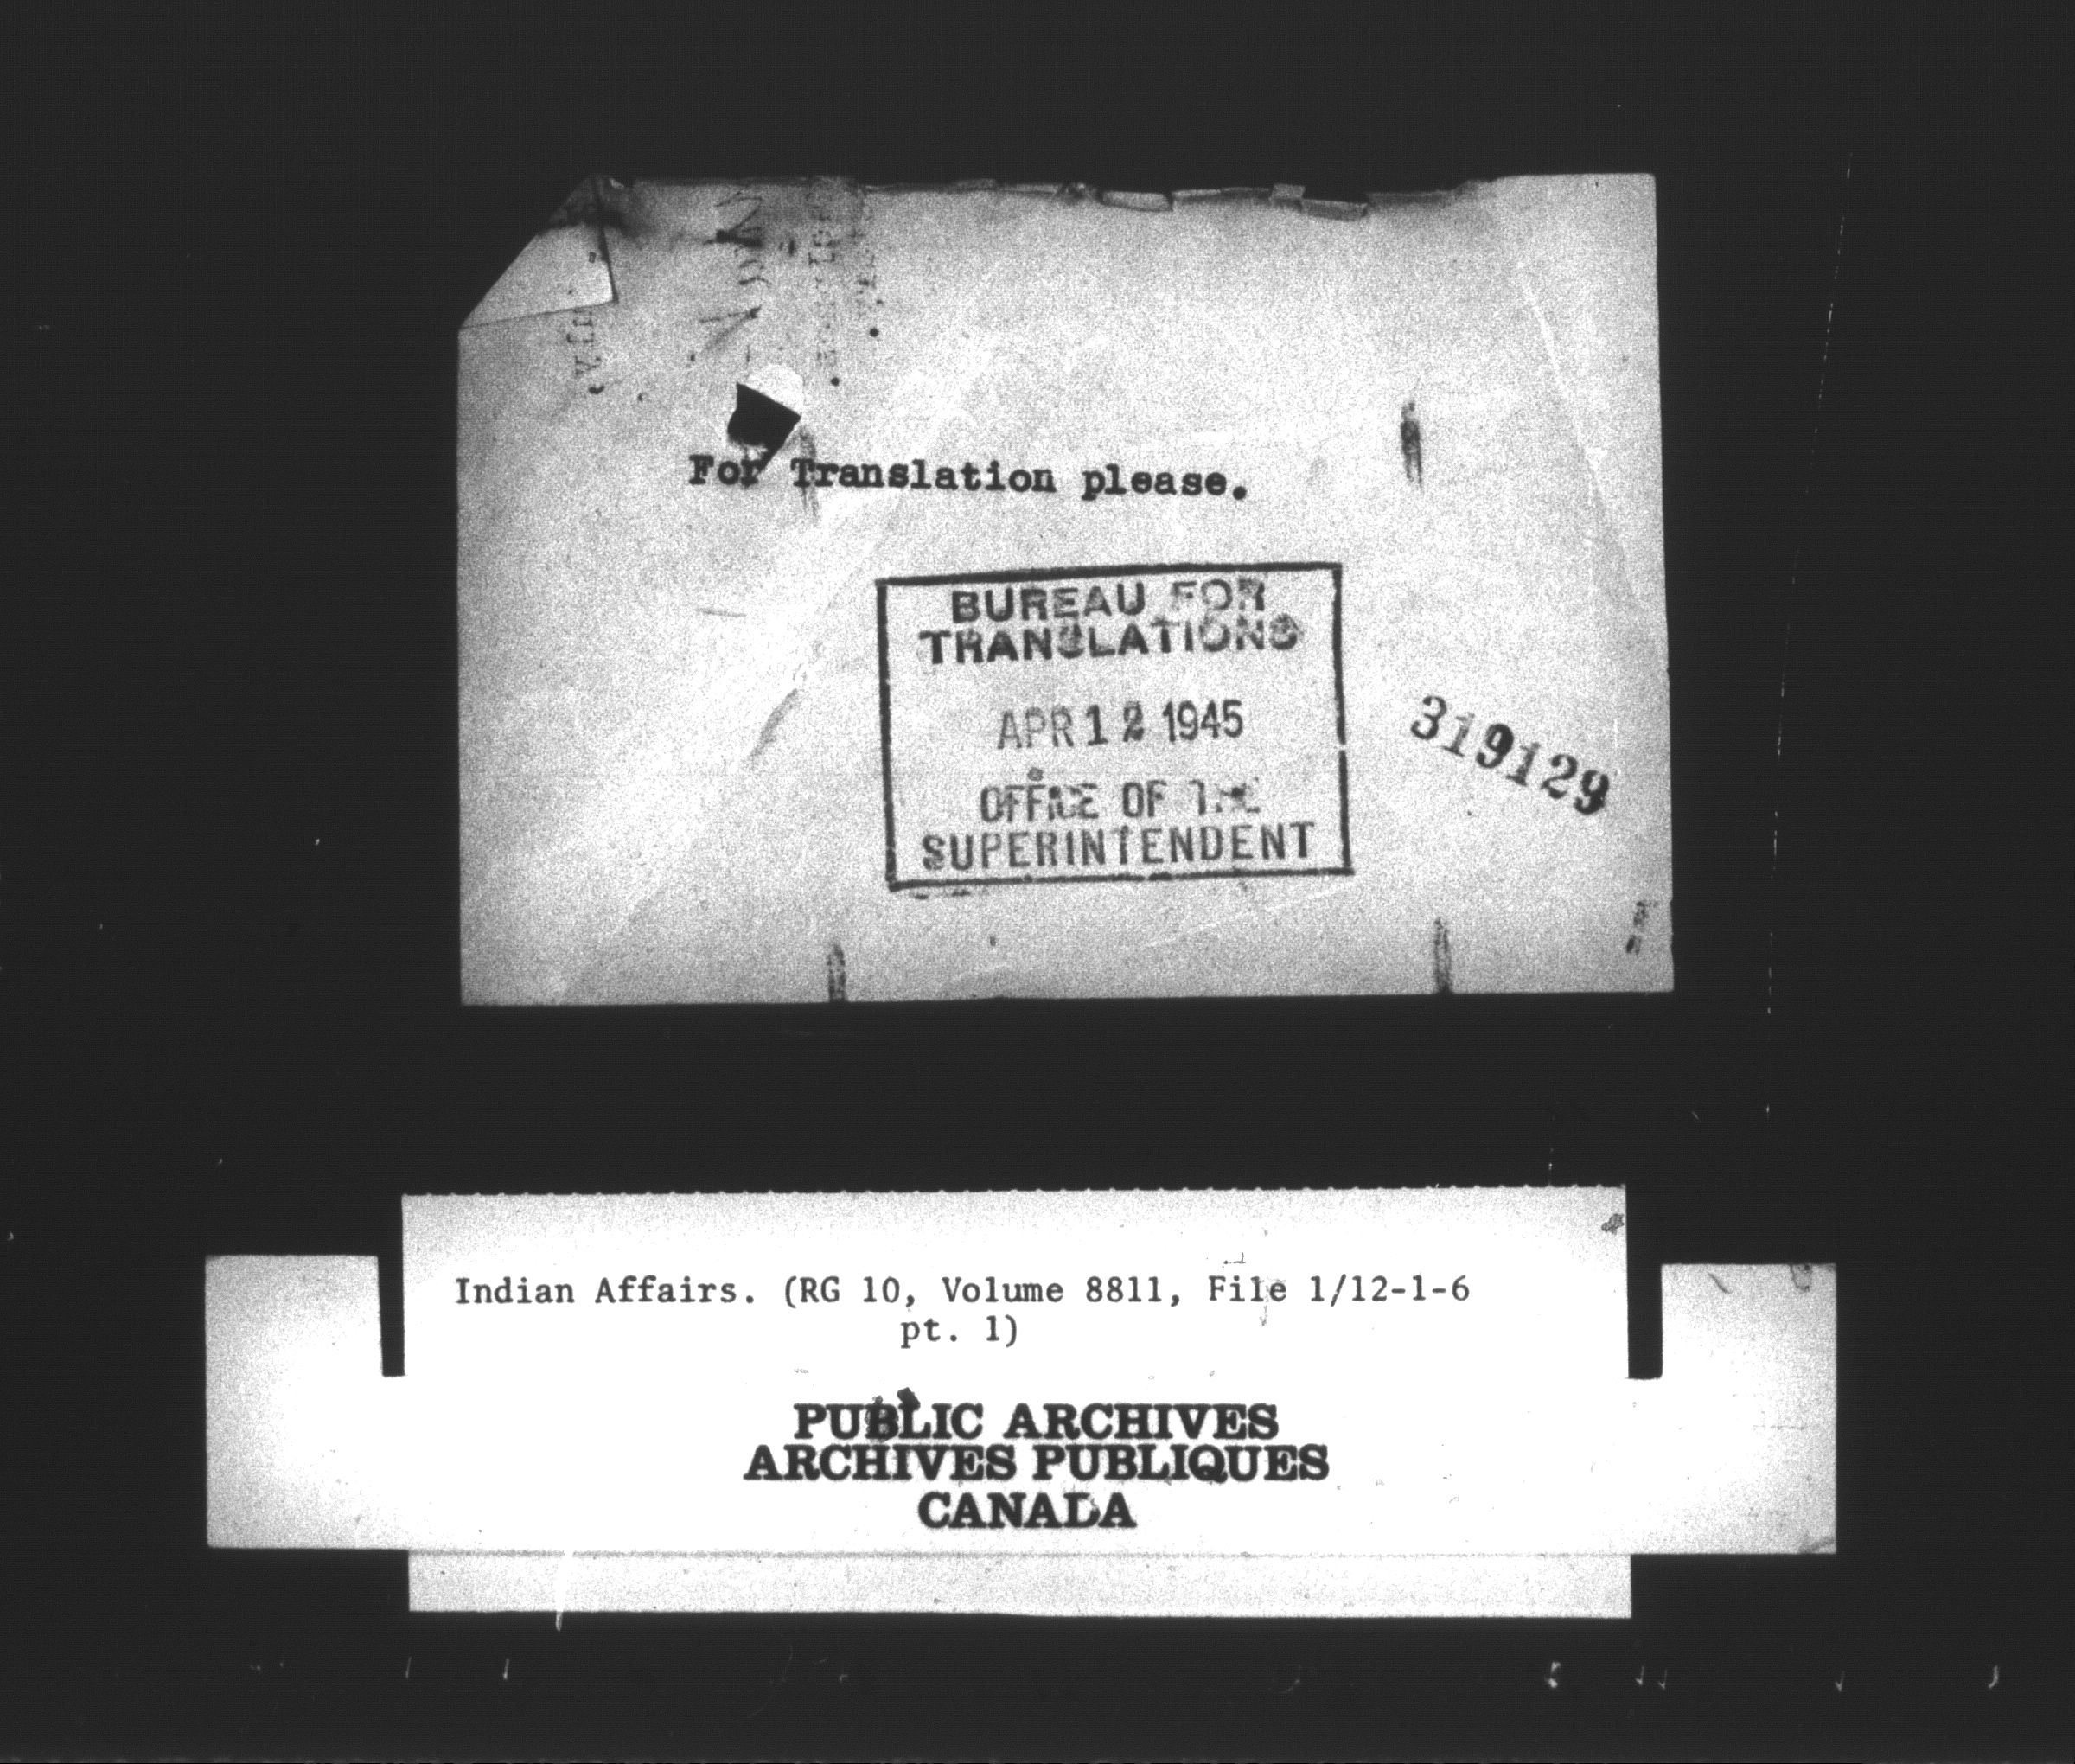 For Translation please.
BUREAU FOR
TRANSLATIONS
APR 12 1945
OFFICE OF THE
SUPERINTENDENT
319129
Indian Affairs. (RG 10, Volume 8811, File 1/12-1-6
pt. 1)
PUBLIC ARCHIVES
ARCHIVES PUBLIQUES
CANADA